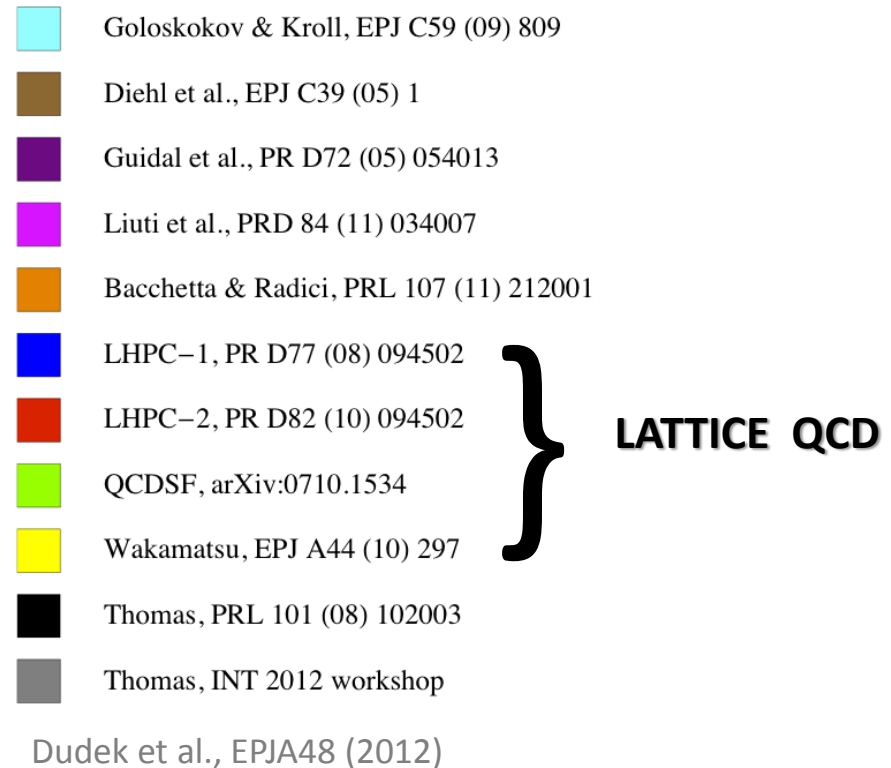 Goloskokov & Kroll, EPJ C59 (09) 809
Diehl et al., EPJ C39 (05) 1
Guidal et al., PR D72 (05) 054013
Liuti et al., PRD 84 (11) 034007
Bacchetta & Radici, PRL 107 (11) 212001
LHPC−1, PR D77 (08) 094502
LHPC−2, PR D82 (10) 094502
}
LATTICE QCD
QCDSF, arXiv:0710.1534
Wakamatsu, EPJ A44 (10) 297
Thomas, PRL 101 (08) 102003
Thomas, INT 2012 workshop
Dudek et al., EPJA48 (2012)